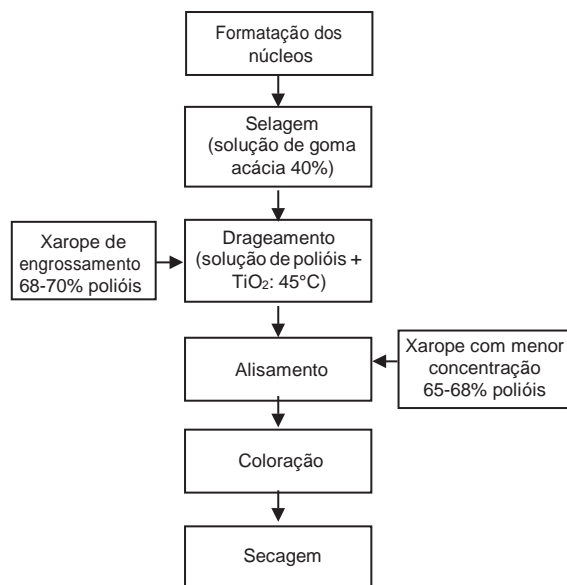 Formatação dos
núcleos
Selagem
(solução de goma
acácia 40%)
Xarope de
engrossamento
68-70% polióis
Drageamento
(solução de polióis +
TiO₂: 45°C)
Alisamento
Xarope com menor
concentração
65-68% polióis
Coloração
Secagem